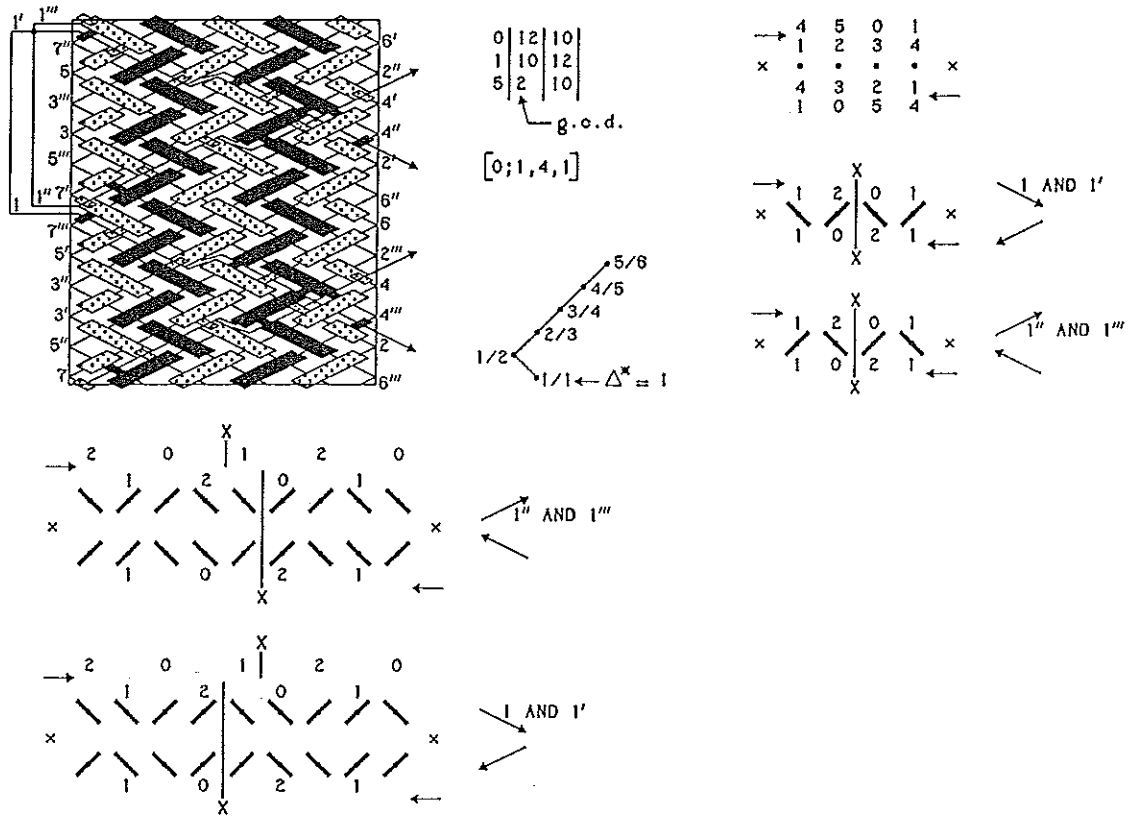 1' 1'''
7'' 6'
5 2''
3''' 4'
3 4''
5''' 2'
7' 1'' 6''
1
7''' 6
5' 2'''
3'' 4
3' 4'''
5'' 2
7 6'''
0 12 10
1 10 12
5 2 10
g.c.d.
[0;1,4,1]
5/6
4/5
3/4
2/3
1/2
1/1 ← Δ* = 1
4 5 0 1
→ 1 2 3 4
× • • • • ×
4 3 2 1 ←
1 0 5 4
X
→ 1 2 0 1 1 AND 1'
× ×
1 0 2 1 ←
X
X
→ 1 2 0 1 1'' AND 1'''
× ×
1 0 2 1 ←
X
X
2 0 1 2 0
→ 1 2 0 1
1'' AND 1'''
× ×
1 0 2 1
←
X
X
2 0 1 2 0
→ 1 2 0 1
1 AND 1'
× ×
1 0 2 1
←
X